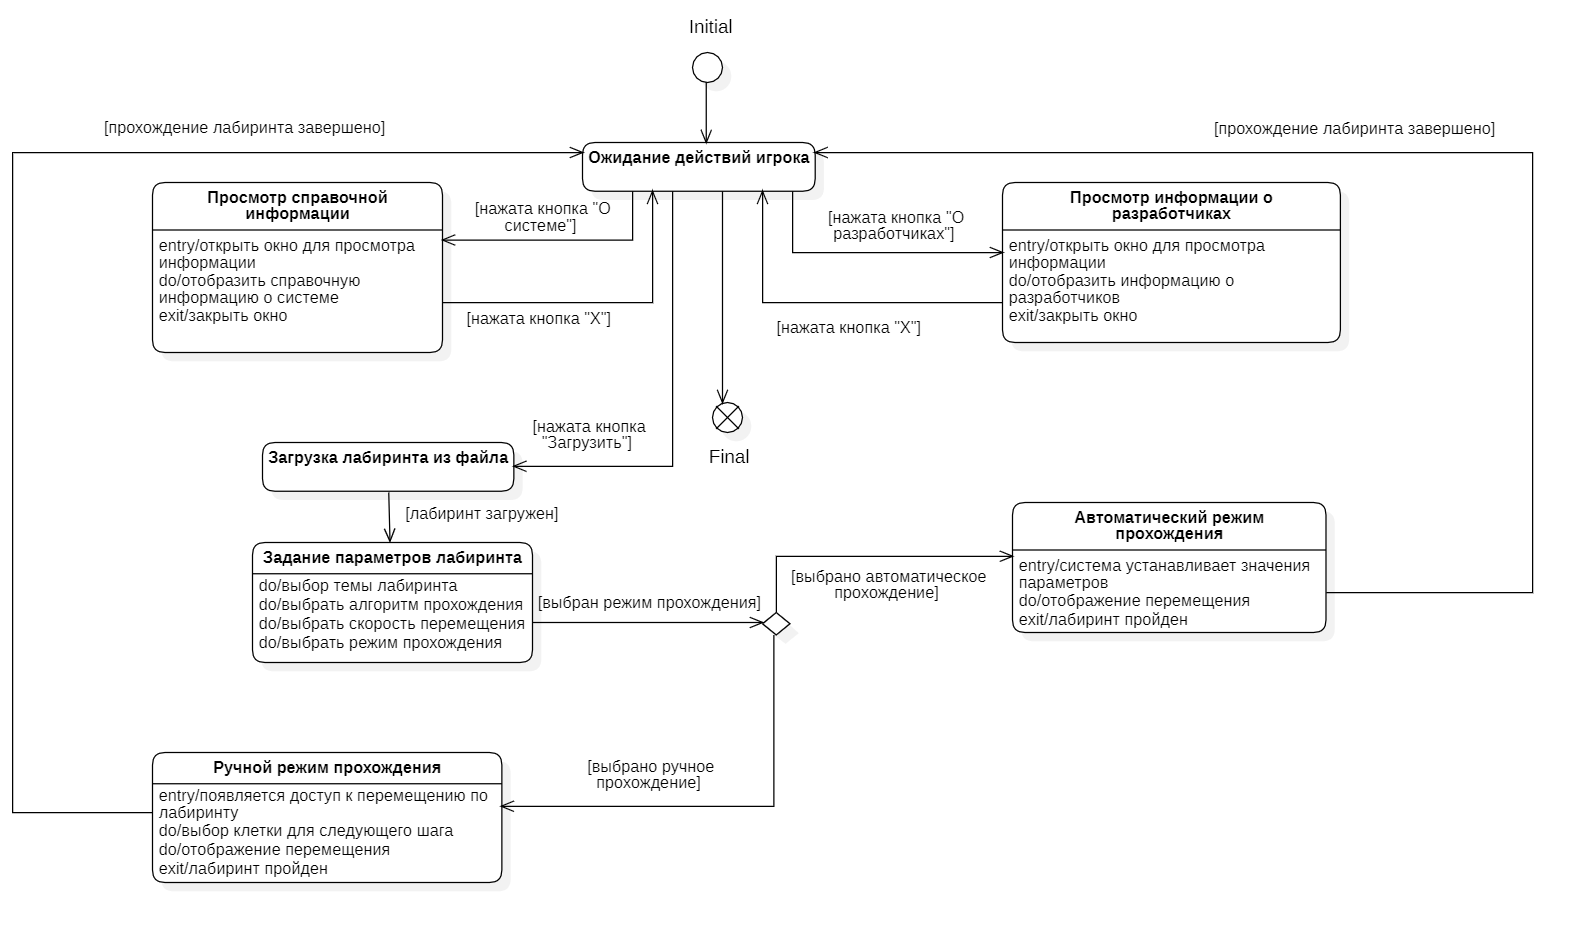 Initial
[прохождение лабиринта завершено]
[прохождение лабиринта завершено]
Ожидание действий игрока
Просмотр справочной
информации
entry/открыть окно для просмотра
информации
do/отобразить справочную
информацию о системе
exit/закрыть окно
[нажата кнопка "О
системе"]
[нажата кнопка "X"]
[нажата кнопка "О
разработчиках"]
[нажата кнопка "X"]
Просмотр информации о
разработчиках
entry/открыть окно для просмотра
информации
do/отобразить информацию о
разработчиков
exit/закрыть окно
[нажата кнопка
"Загрузить"]
Final
Загрузка лабиринта из файла
[лабиринт загружен]
Задание параметров лабиринта
do/выбор темы лабиринта
do/выбрать алгоритм прохождения
do/выбрать скорость перемещения
do/выбрать режим прохождения
[выбран режим прохождения]
[выбрано автоматическое
прохождение]
Автоматический режим
прохождения
entry/система устанавливает значения
параметров
do/отображение перемещения
exit/лабиринт пройден
[выбрано ручное
прохождение]
Ручной режим прохождения
entry/появляется доступ к перемещению по
лабиринту
do/выбор клетки для следующего шага
do/отображение перемещения
exit/лабиринт пройден